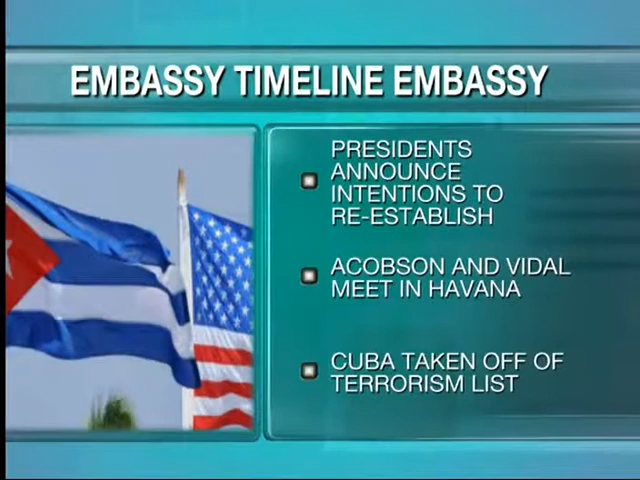 EMBASSY TIMELINE EMBASSY
PRESIDENTS
ANNOUNCE
INTENTIONS TO
RE-ESTABLISH
ACOBSON AND VIDAL
MEET IN HAVANA
CUBA TAKEN OFF OF
TERRORISM LIST